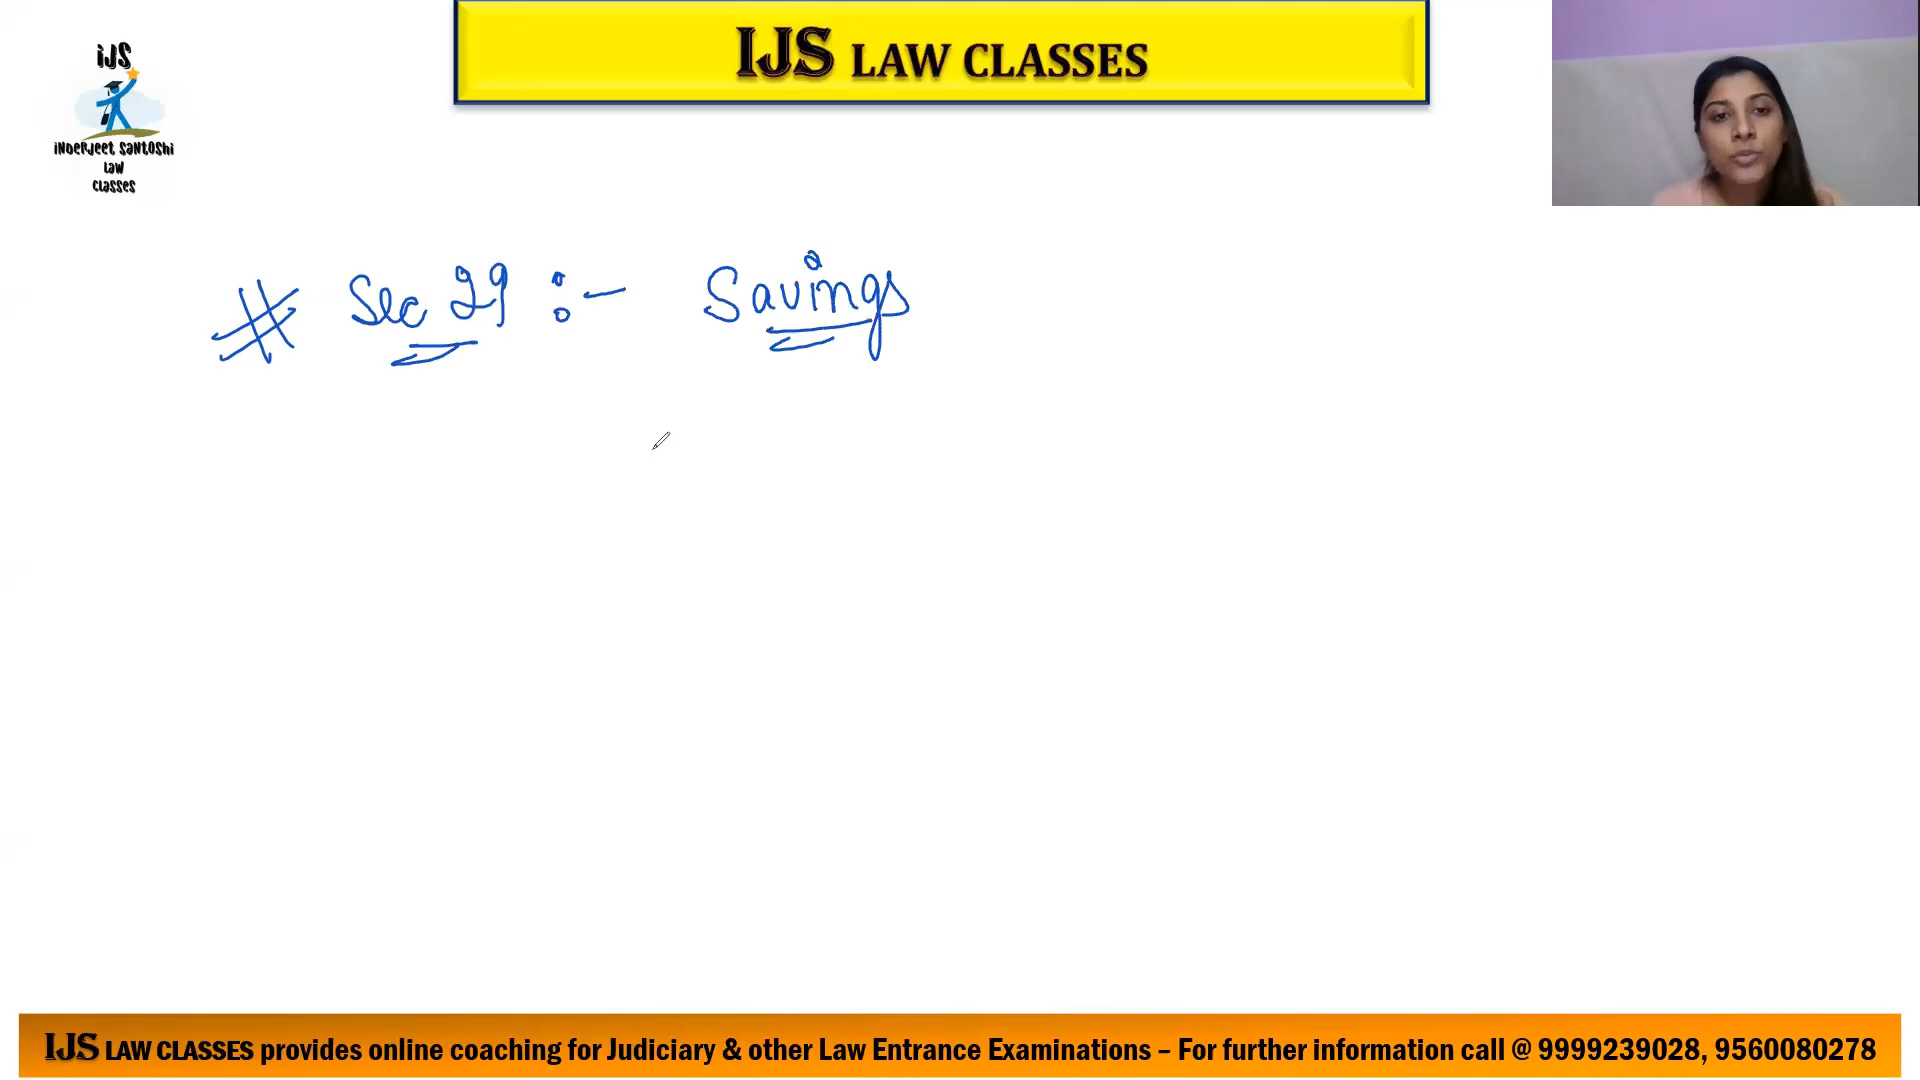 iJS
iNDERJEET SANTOSHI
LAW
CLASSES
IJS LAW CLASSES
# Sec 29 :- Savings
IJS LAW CLASSES provides online coaching for Judiciary & other Law Entrance Examinations – For further information call @ 9999239028, 9560080278